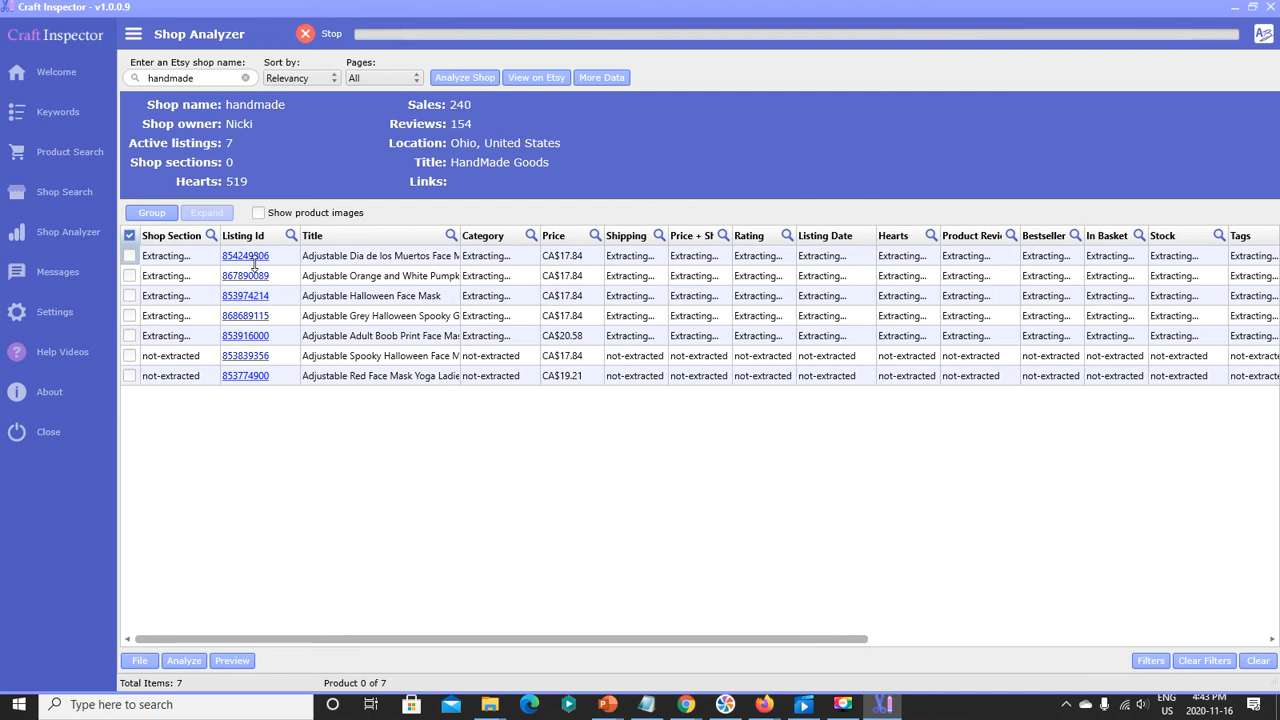 Craft Inspector - v1.0.0.9
Craft Inspector
Shop Analyzer
Stop
Welcome
Keywords
Product Search
Shop Search
Shop Analyzer
Messages
Settings
Help Videos
About
Close
Enter an Etsy shop name: Sort by: Pages:
handmade Relevancy All Analyze Shop View on Etsy More Data
Shop name: handmade Sales: 240
Shop owner: Nicki Reviews: 154
Active listings: 7 Location: Ohio, United States
Shop sections: 0 Title: HandMade Goods
Hearts: 519 Links:
Group Expand Show product images
Shop Section Listing Id Title Category Price Shipping Price + Sh Rating Listing Date Hearts Product Revi Bestseller In Basket Stock Tags
Extracting... 854249306 Adjustable Dia de los Muertos Face M Extracting... CA$17.84 Extracting... Extracting... Extracting... Extracting... Extracting... Extracting... Extracting... Extracting... Extracting... Extracting...
Extracting... 867890089 Adjustable Orange and White Pumpk Extracting... CA$17.84 Extracting... Extracting... Extracting... Extracting... Extracting... Extracting... Extracting... Extracting... Extracting... Extracting...
Extracting... 853974214 Adjustable Halloween Face Mask Extracting... CA$17.84 Extracting... Extracting... Extracting... Extracting... Extracting... Extracting... Extracting... Extracting... Extracting... Extracting...
Extracting... 868689115 Adjustable Grey Halloween Spooky G Extracting... CA$17.84 Extracting... Extracting... Extracting... Extracting... Extracting... Extracting... Extracting... Extracting... Extracting... Extracting...
Extracting... 853916000 Adjustable Adult Boob Print Face Mas Extracting... CA$20.58 Extracting... Extracting... Extracting... Extracting... Extracting... Extracting... Extracting... Extracting... Extracting... Extracting...
not-extracted 853839356 Adjustable Spooky Halloween Face M not-extracted CA$17.84 not-extracted not-extracted not-extracted not-extracted not-extracted not-extracted not-extracted not-extracted not-extracted not-extracte
not-extracted 853774900 Adjustable Red Face Mask Yoga Ladie not-extracted CA$19.21 not-extracted not-extracted not-extracted not-extracted not-extracted not-extracted not-extracted not-extracted not-extracted not-extracte
File Analyze Preview Filters Clear Filters Clear
Total Items: 7 Product 0 of 7
Type here to search
ENG
US
4:43 PM
2020-11-16